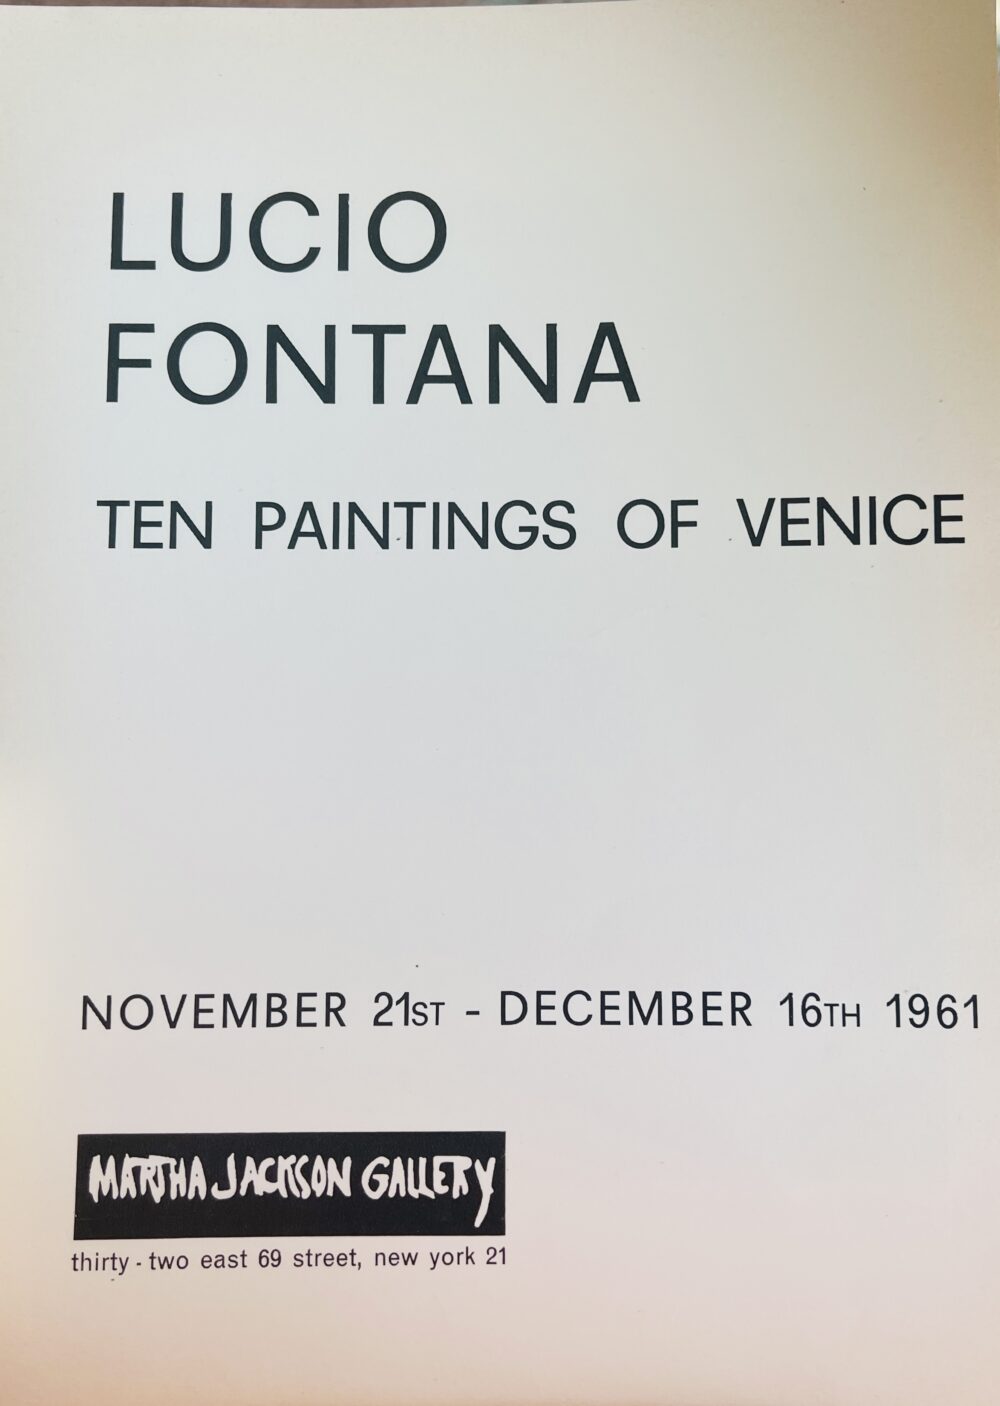 LUCIO
FONTANA
TEN PAINTINGS OF VENICE
NOVEMBER 21ST - DECEMBER 16TH 1961
MARTHA JACKSON GALLERY
thirty - two east 69 street, new york 21